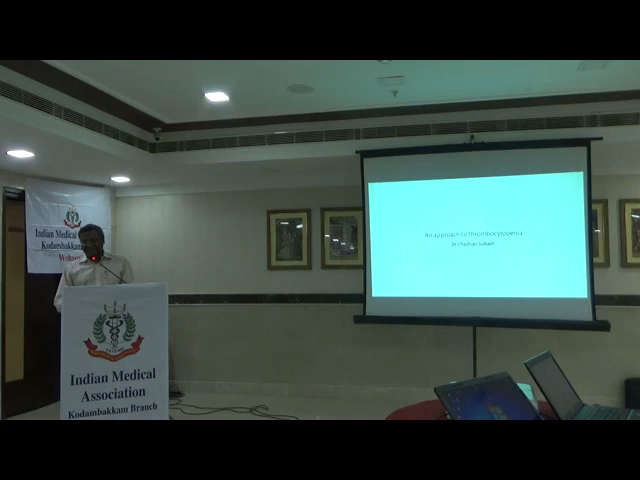 Indian Medical
Kodambakkam
An approach to thrombocytopenia
Indian Medical
Association
Kodambakkam Branch